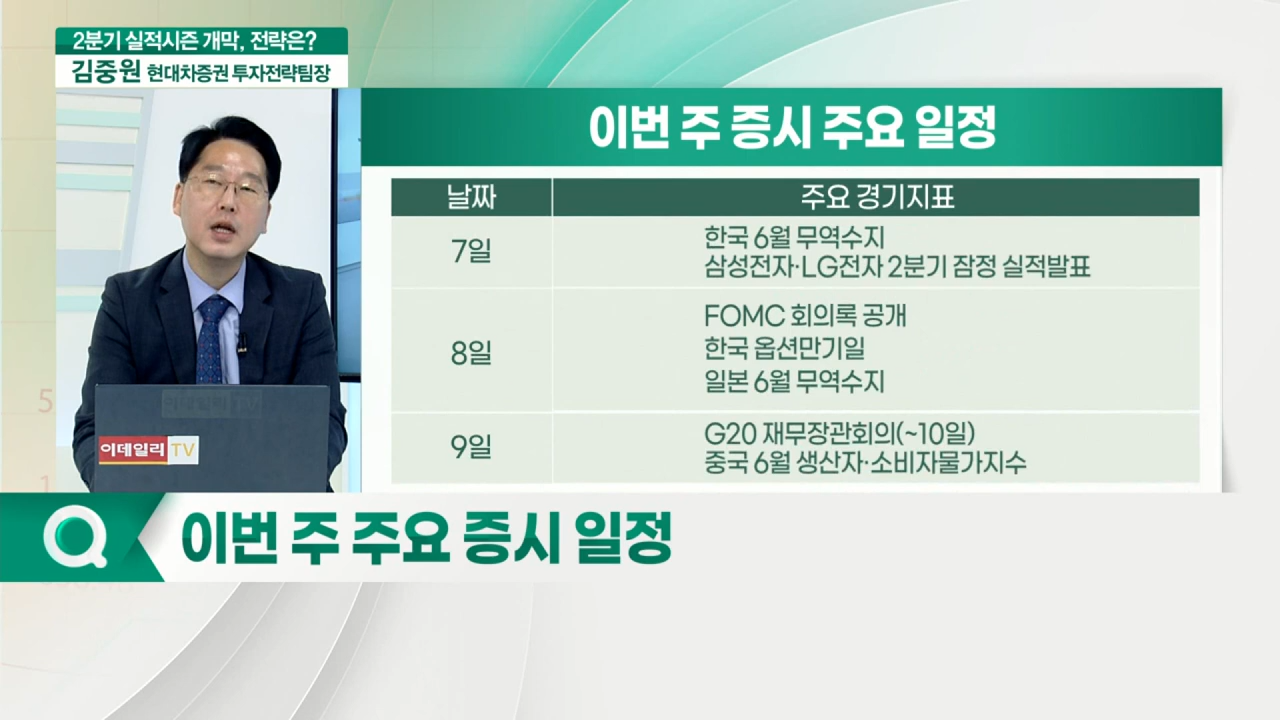 2분기 실적시즌 개막, 전략은?
김중원 현대차증권 투자전략팀장
이번 주 증시 주요 일정
날짜 주요 경기지표
7일
한국 6월 무역수지
삼성전자·LG전자 2분기 잠정 실적발표
8일
FOMC 회의록 공개
한국 옵션만기일
일본 6월 무역수지
9일
G20 재무장관회의(~10일)
중국 6월 생산자·소비자물가지수
이데일리 TV
이데일리 TV
이번 주 주요 증시 일정